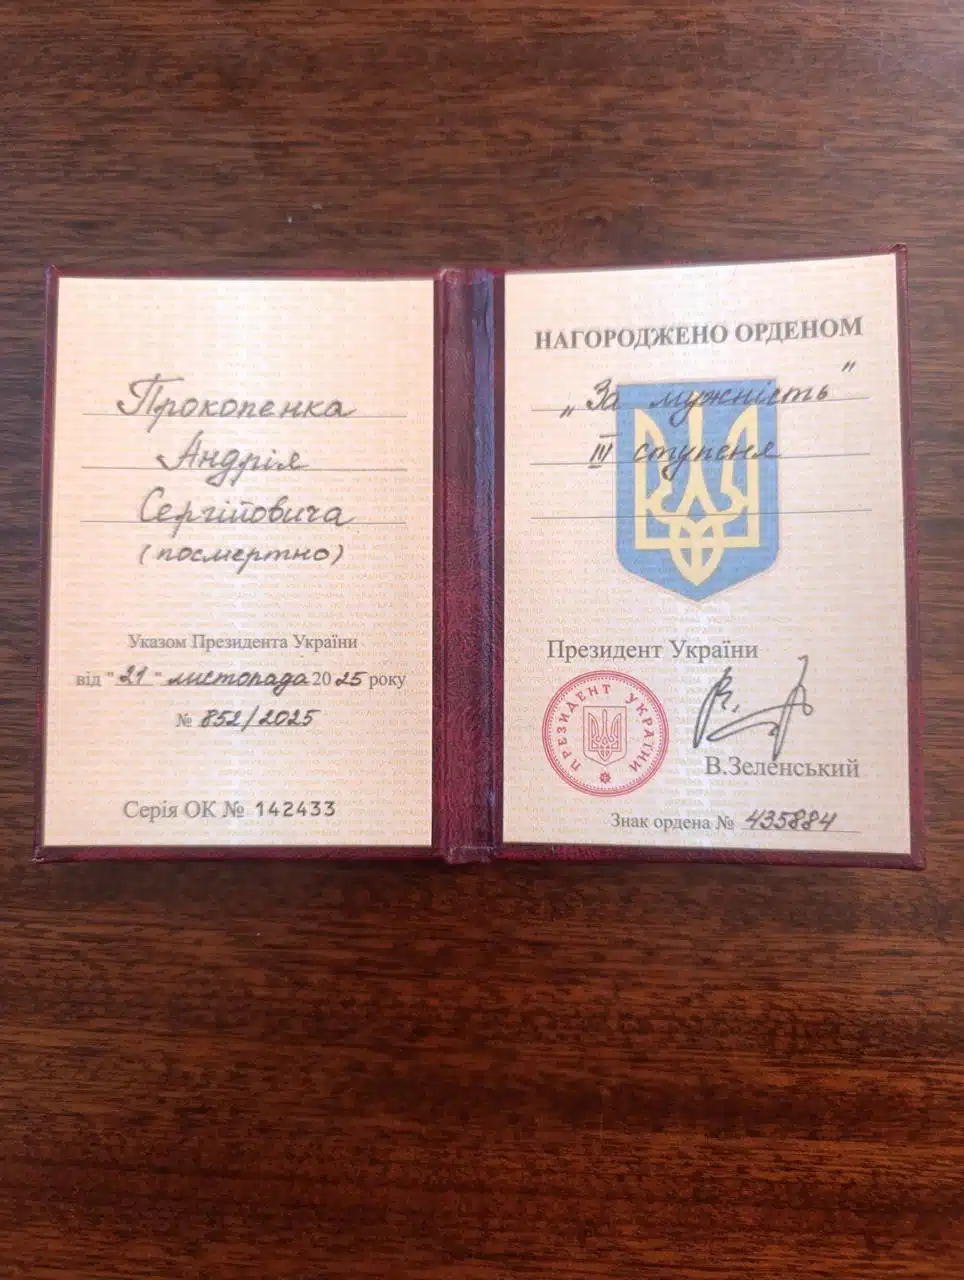 Прокопенка
Андрія
Сергійовича
(посмертно)
Указом Президента України
від "21" листопада 2025 року
№ 852/2025
Серія ОК № 142433
НАГОРОДЖЕНО ОРДЕНОМ
„За мужність”
III ступеня
Президент України
ПРЕЗИДЕНТ УКРАЇНИ
В.Зеленський
Знак ордена № 435884